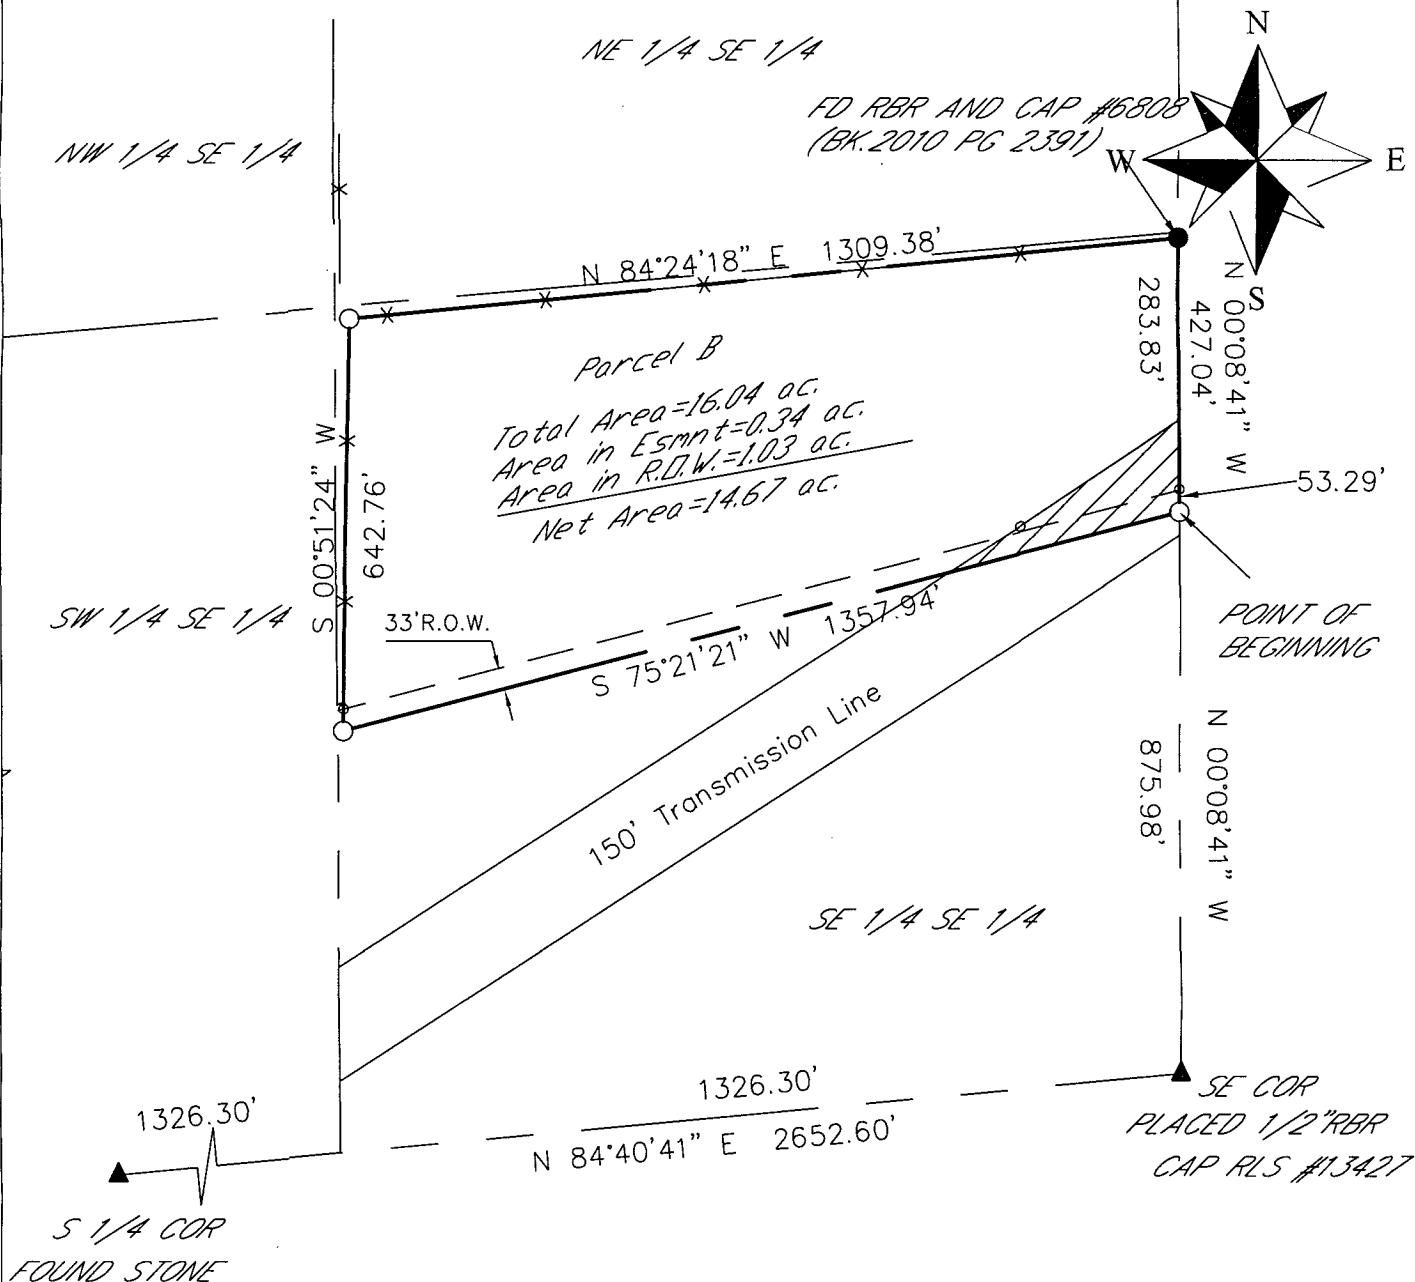 N
NE 1/4 SE 1/4
FD RBR AND CAP #6808
(BK.2010 PG 2391)
NW 1/4 SE 1/4
W
E
S
N 84°24'18" E 1309.38'
283.83'
427.04'
N 00°08'41" W
Parcel B
Total Area=16.04 ac.
Area in Esmnt=0.34 ac.
Area in R.O.W.=1.03 ac.
Net Area=14.67 ac.
S 00°51'24" W
642.76'
53.29'
SW 1/4 SE 1/4
33'R.O.W.
S 75°21'21" W 1357.94'
POINT OF
BEGINNING
150' Transmission Line
875.98'
N 00°08'41" W
SE 1/4 SE 1/4
1326.30'
1326.30'
N 84°40'41" E 2652.60'
SE COR
PLACED 1/2"RBR
CAP RLS #13427
S 1/4 COR
FOUND STONE